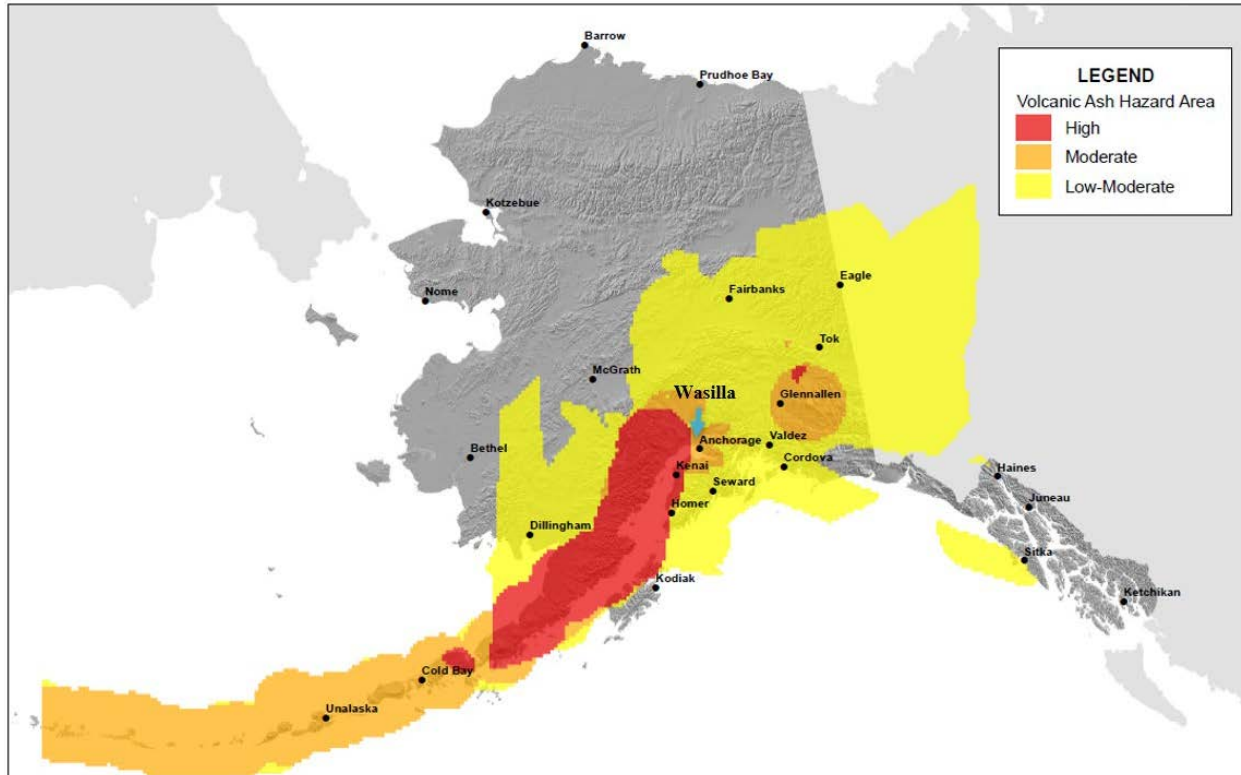 Barrow
Prudhoe Bay
LEGEND
Volcanic Ash Hazard Area
High
Moderate
Low-Moderate
Kotzebue
Nome
Fairbanks
Eagle
Tok
McGrath
Wasilla
Glennallen
Anchorage
Valdez
Bethel
Kenai
Cordova
Seward
Haines
Homer
Juneau
Dillingham
Sitka
Kodiak
Ketchikan
Cold Bay
Unalaska